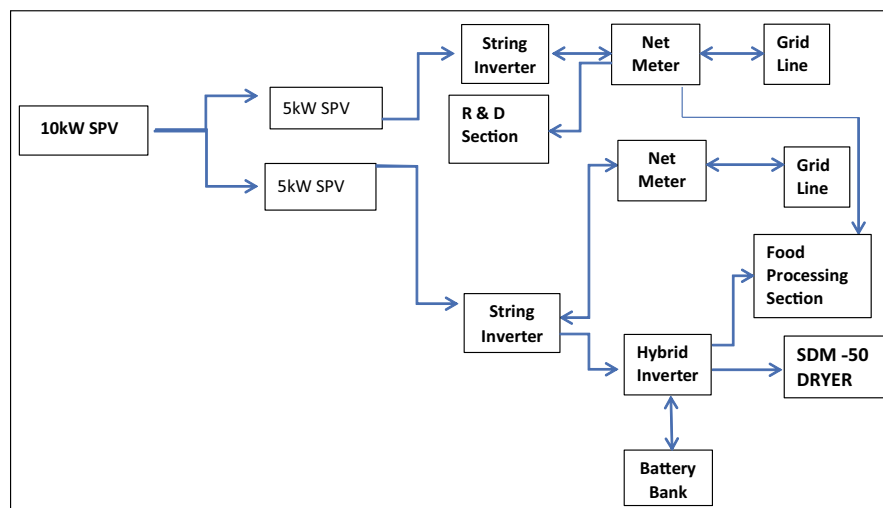 String
Inverter
Net
Meter
Grid
Line
10kW SPV
5kW SPV
R & D
Section
5kW SPV
Net
Meter
Grid
Line
Food
Processing
Section
String
Inverter
Hybrid
Inverter
SDM -50
DRYER
Battery
Bank